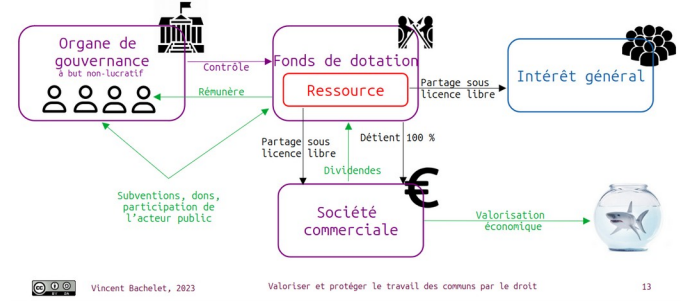 Organe de
gouvernance
à but non-lucratif
Contrôle
Fonds de dotation
Ressource
Rémunère
Partage sous
licence libre
Intérêt général
Partage sous
licence libre
Détient 100 %
Dividendes
Subventions, dons,
participation de
l'acteur public
Société
commerciale
€
Valorisation
économique
cc
Vincent Bachelet, 2023
Valoriser et protéger le travail des communs par le droit
13